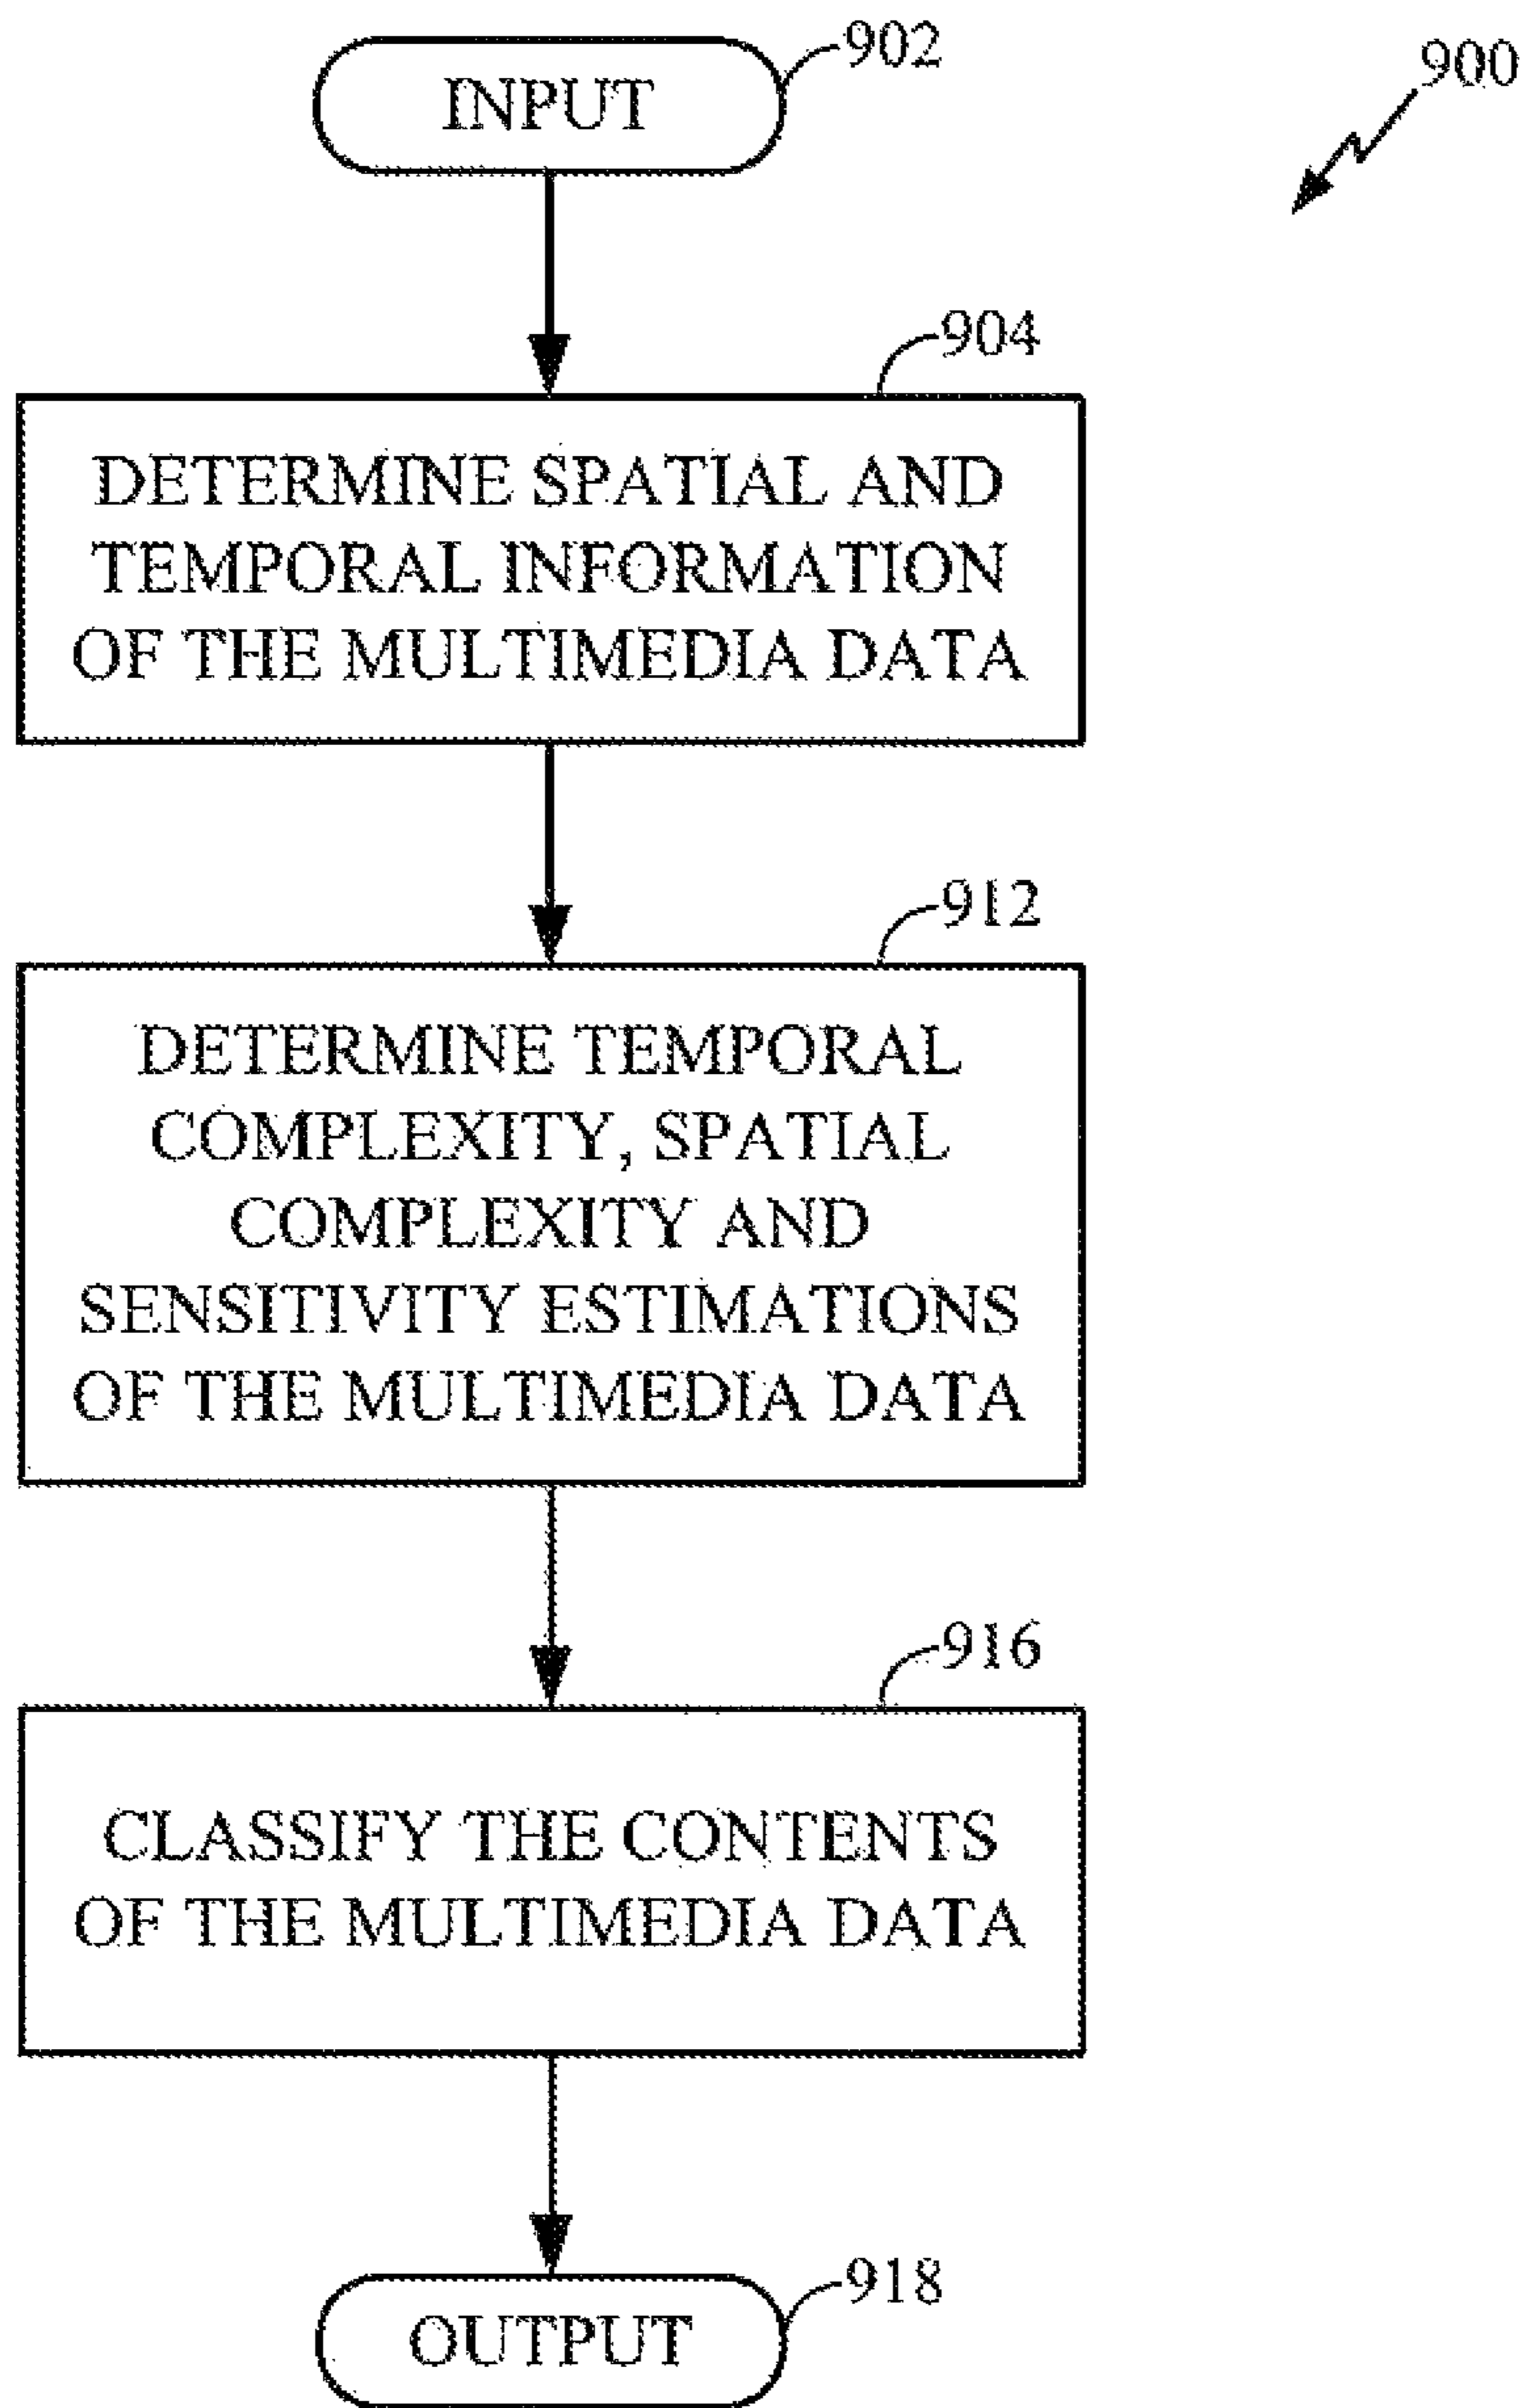 902
INPUT
900
904
DETERMINE SPATIAL AND
TEMPORAL INFORMATION
OF THE MULTIMEDIA DATA
912
DETERMINE TEMPORAL
COMPLEXITY, SPATIAL
COMPLEXITY AND
SENSITIVITY ESTIMATIONS
OF THE MULTIMEDIA DATA
916
CLASSIFY THE CONTENTS
OF THE MULTIMEDIA DATA
918
OUTPUT